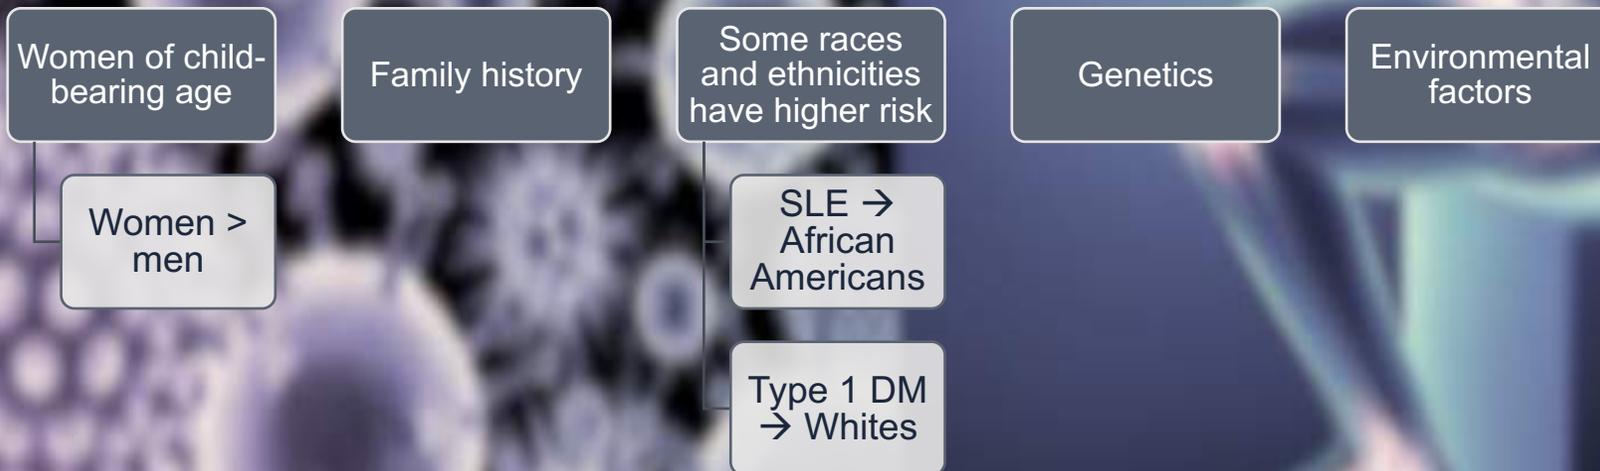 Women of child-
bearing age
Women >
men
Family history
Some races
and ethnicities
have higher risk
SLE →
African
Americans
Type 1 DM
→ Whites
Genetics
Environmental
factors